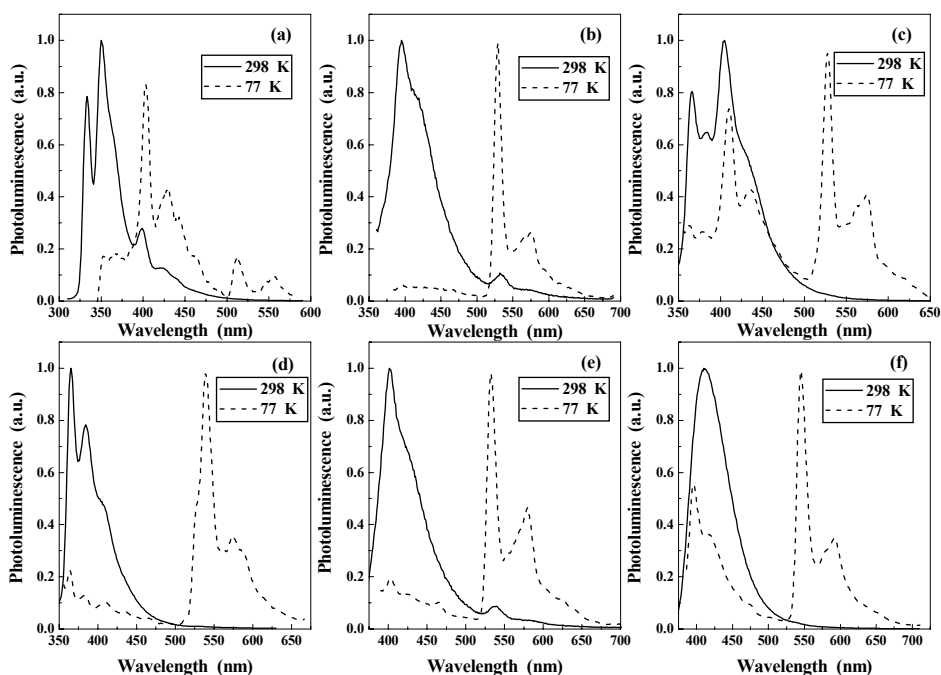 (a)
298 K
77 K
Photoluminescence (a.u.)
1.0
0.8
0.6
0.4
0.2
0.0
300 350 400 450 500 550 600
Wavelength (nm)
(b)
298 K
77 K
Photoluminescence (a.u.)
1.0
0.8
0.6
0.4
0.2
0.0
350 400 450 500 550 600 650 700
Wavelength (nm)
(c)
298 K
77 K
Photoluminescence (a.u.)
1.0
0.8
0.6
0.4
0.2
0.0
350 400 450 500 550 600 650
Wavelength (nm)
(d)
298 K
77 K
Photoluminescence (a.u.)
1.0
0.8
0.6
0.4
0.2
0.0
350 400 450 500 550 600 650
Wavelength (nm)
(e)
298 K
77 K
Photoluminescence (a.u.)
1.0
0.8
0.6
0.4
0.2
0.0
400 450 500 550 600 650 700
Wavelength (nm)
(f)
298 K
77 K
Photoluminescence (a.u.)
1.0
0.8
0.6
0.4
0.2
0.0
400 450 500 550 600 650 700
Wavelength (nm)